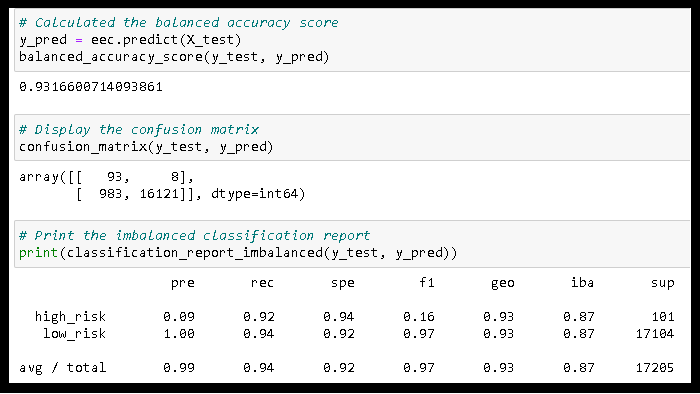 # Calculated the balanced accuracy score
y_pred = eec.predict(X_test)
balanced_accuracy_score(y_test, y_pred)
0.9316600714093861
# Display the confusion matrix
confusion_matrix(y_test, y_pred)
array([[   93,     8],
       [  983, 16121]], dtype=int64)
# Print the imbalanced classification report
print(classification_report_imbalanced(y_test, y_pred))
pre rec spe f1 geo iba sup
high_risk 0.09 0.92 0.94 0.16 0.93 0.87 101
low_risk 1.00 0.94 0.92 0.97 0.93 0.87 17104
avg / total 0.99 0.94 0.92 0.97 0.93 0.87 17205